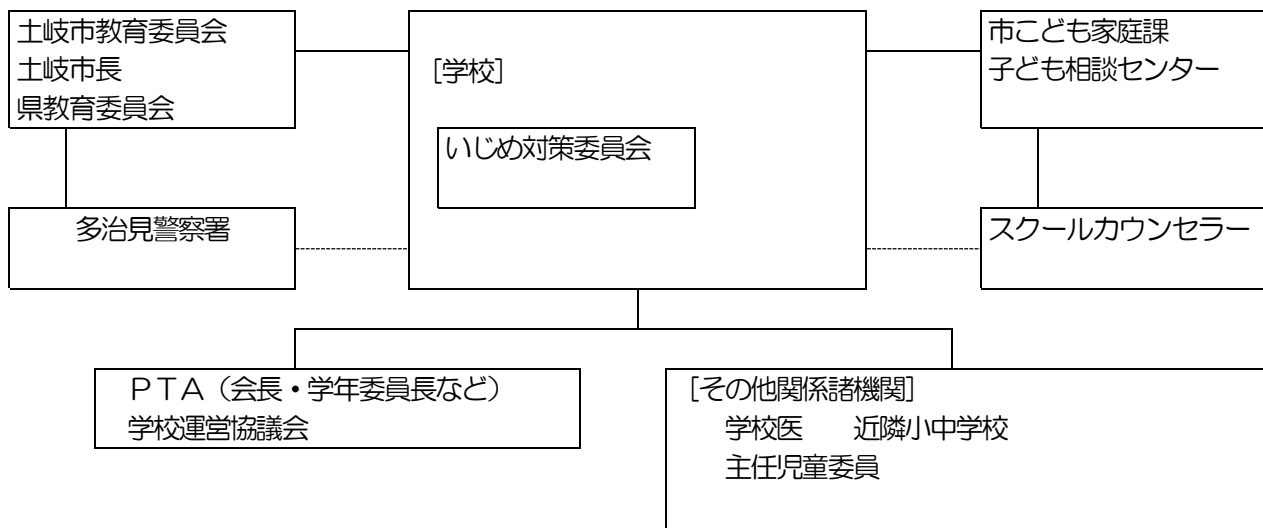 土岐市教育委員会
土岐市長
県教育委員会
[学校]
いじめ対策委員会
市こども家庭課
子ども相談センター
多治見警察署
スクールカウンセラー
ＰＴＡ（会長・学年委員長など）
学校運営協議会
[その他関係諸機関]
学校医　　近隣小中学校
主任児童委員